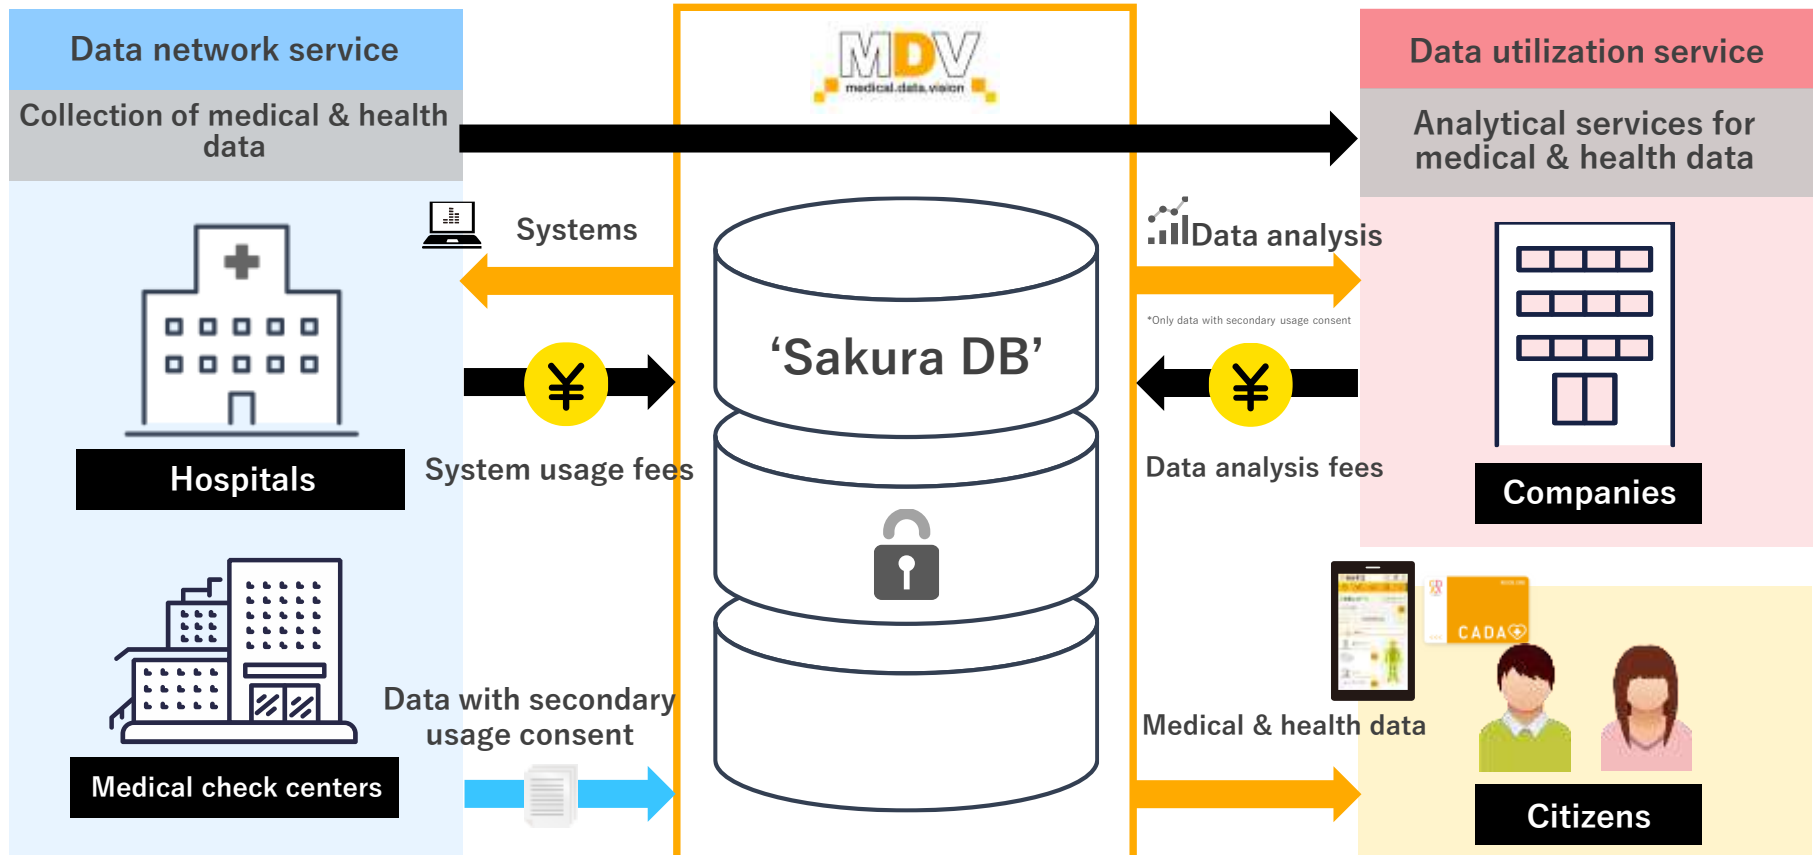 Data network service
Collection of medical & health
data
MDV
medical.data.vision
Data utilization service
Analytical services for
medical & health data
Systems
Data analysis
*Only data with secondary usage consent
‘Sakura DB’
¥
¥
System usage fees
Data analysis fees
Hospitals
Companies
CADA
Data with secondary
usage consent
Medical & health data
Medical check centers
Citizens